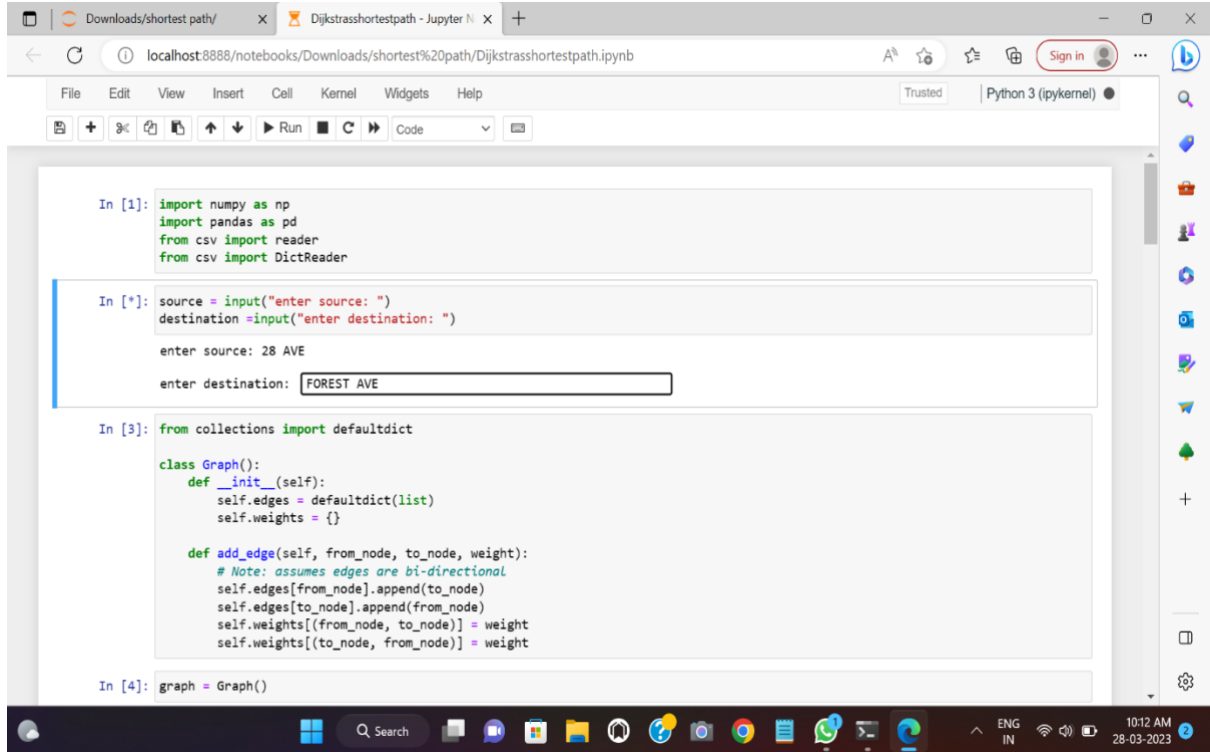 Downloads/shortest path/
Dijkstrasshortestpath - Jupyter N
localhost:8888/notebooks/Downloads/shortest%20path/Dijkstrasshortestpath.ipynb
Sign in
File Edit View Insert Cell Kernel Widgets Help
Trusted
Python 3 (ipykernel)
Run
Code
In [1]: import numpy as np
import pandas as pd
from csv import reader
from csv import DictReader
In [*]: source = input("enter source: ")
destination =input("enter destination: ")
enter source: 28 AVE
enter destination: FOREST AVE
In [3]: from collections import defaultdict
class Graph():
def __init__(self):
self.edges = defaultdict(list)
self.weights = {}
def add_edge(self, from_node, to_node, weight):
# Note: assumes edges are bi-directional
self.edges[from_node].append(to_node)
self.edges[to_node].append(from_node)
self.weights[(from_node, to_node)] = weight
self.weights[(to_node, from_node)] = weight
In [4]: graph = Graph()
Search
1
ENG
IN
10:12 AM
28-03-2023
2